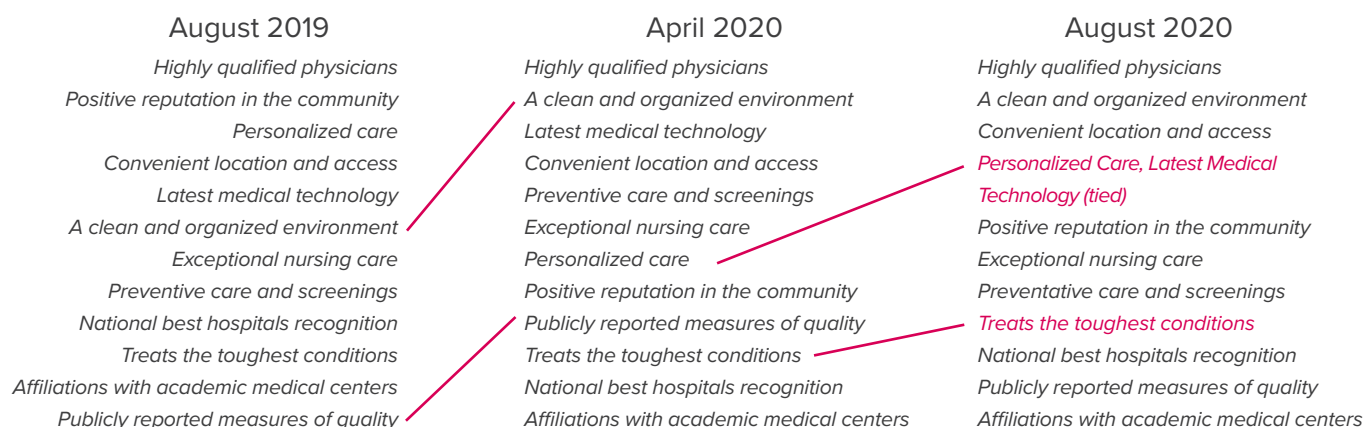 August 2019
Highly qualified physicians
Positive reputation in the community
Personalized care
Convenient location and access
Latest medical technology
A clean and organized environment
Exceptional nursing care
Preventive care and screenings
National best hospitals recognition
Treats the toughest conditions
Affiliations with academic medical centers
Publicly reported measures of quality
April 2020
Highly qualified physicians
A clean and organized environment
Latest medical technology
Convenient location and access
Preventive care and screenings
Exceptional nursing care
Personalized care
Positive reputation in the community
Publicly reported measures of quality
Treats the toughest conditions
National best hospitals recognition
Affiliations with academic medical centers
August 2020
Highly qualified physicians
A clean and organized environment
Convenient location and access
Personalized Care, Latest Medical
Technology (tied)
Positive reputation in the community
Exceptional nursing care
Preventative care and screenings
Treats the toughest conditions
National best hospitals recognition
Publicly reported measures of quality
Affiliations with academic medical centers